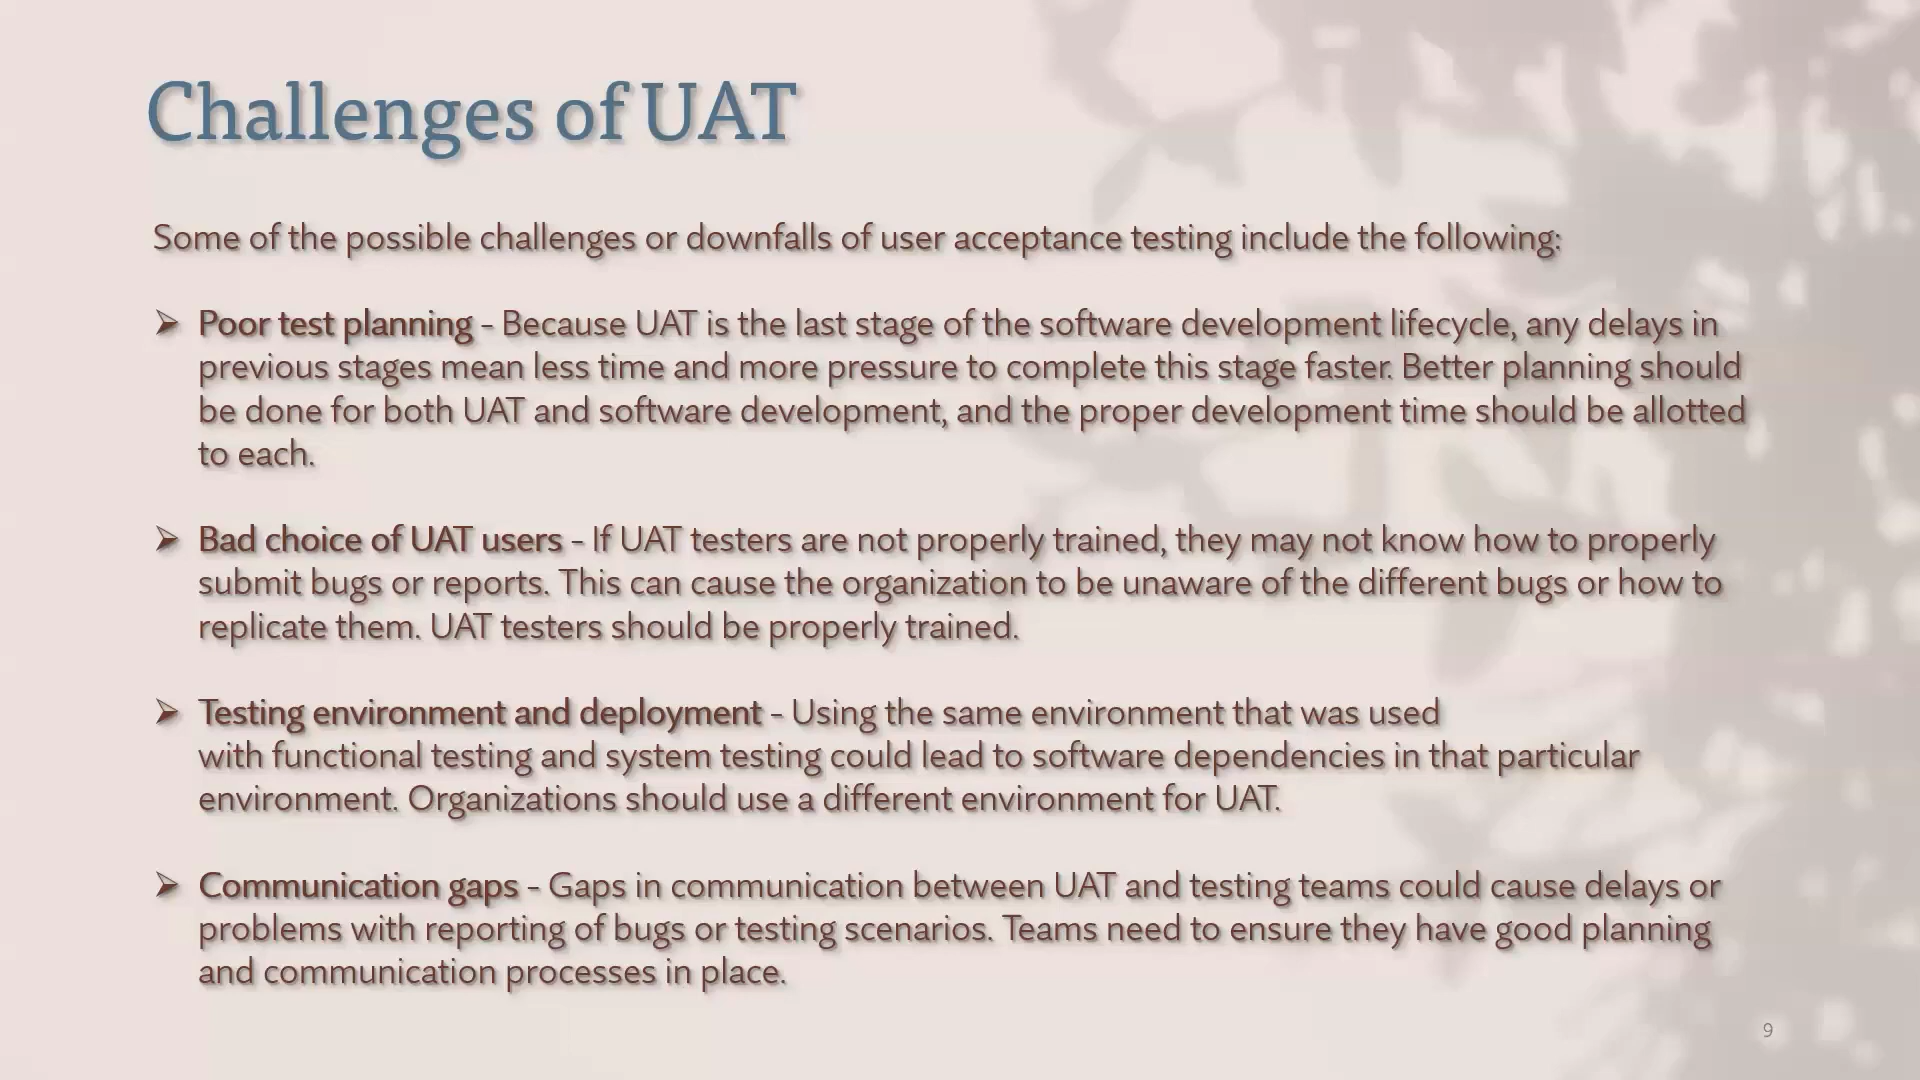 Challenges of UAT
Some of the possible challenges or downfalls of user acceptance testing include the following:
➢ Poor test planning - Because UAT is the last stage of the software development lifecycle, any delays in
previous stages mean less time and more pressure to complete this stage faster. Better planning should
be done for both UAT and software development, and the proper development time should be allotted
to each.
➢ Bad choice of UAT users - If UAT testers are not properly trained, they may not know how to properly
submit bugs or reports. This can cause the organization to be unaware of the different bugs or how to
replicate them. UAT testers should be properly trained.
➢ Testing environment and deployment - Using the same environment that was used
with functional testing and system testing could lead to software dependencies in that particular
environment. Organizations should use a different environment for UAT.
➢ Communication gaps - Gaps in communication between UAT and testing teams could cause delays or
problems with reporting of bugs or testing scenarios. Teams need to ensure they have good planning
and communication processes in place.
9